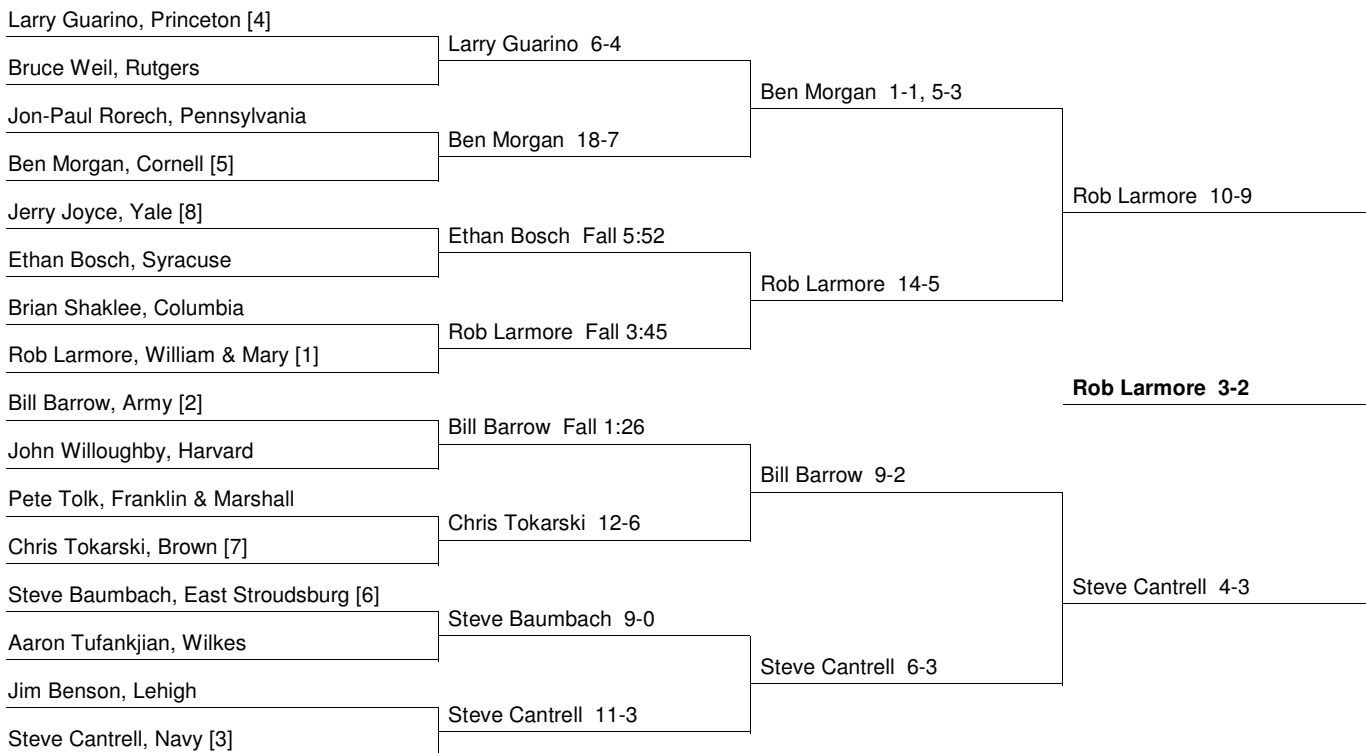 Larry Guarino, Princeton [4]
Bruce Weil, Rutgers
Jon-Paul Rorech, Pennsylvania
Ben Morgan, Cornell [5]
Jerry Joyce, Yale [8]
Ethan Bosch, Syracuse
Brian Shaklee, Columbia
Rob Larmore, William & Mary [1]
Bill Barrow, Army [2]
John Willoughby, Harvard
Pete Tolk, Franklin & Marshall
Chris Tokarski, Brown [7]
Steve Baumbach, East Stroudsburg [6]
Aaron Tufankjian, Wilkes
Jim Benson, Lehigh
Steve Cantrell, Navy [3]
Larry Guarino 6-4
Ben Morgan 18-7
Ethan Bosch Fall 5:52
Rob Larmore Fall 3:45
Bill Barrow Fall 1:26
Chris Tokarski 12-6
Steve Baumbach 9-0
Steve Cantrell 11-3
Ben Morgan 1-1, 5-3
Rob Larmore 14-5
Bill Barrow 9-2
Steve Cantrell 6-3
Rob Larmore 10-9
Rob Larmore 3-2
Steve Cantrell 4-3